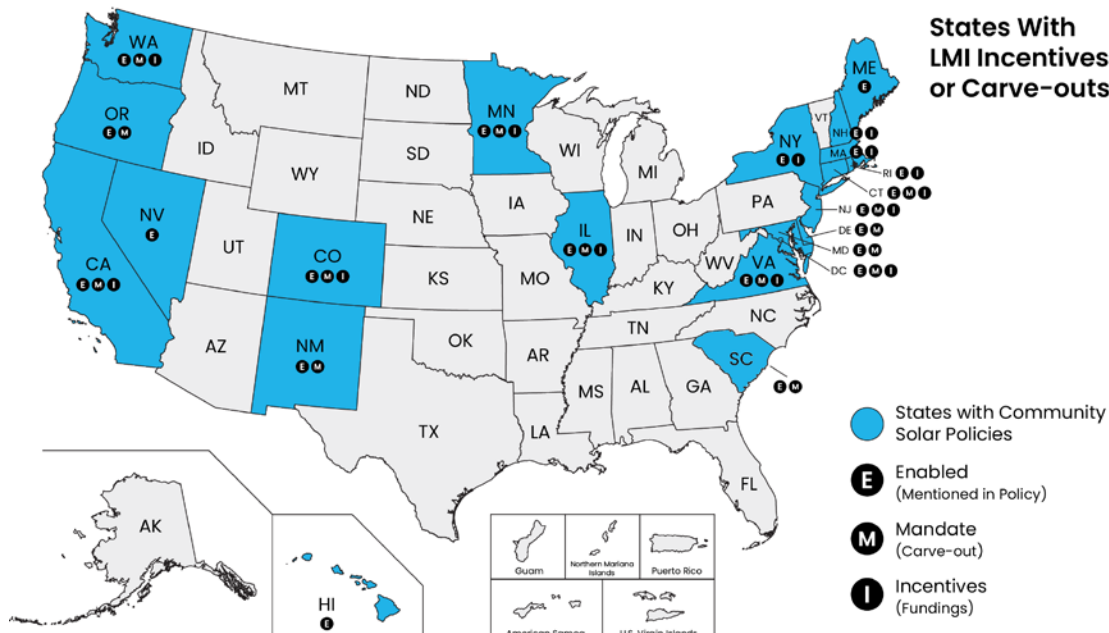 States With
LMI Incentives
or Carve-outs
WA
E M I
OR
E M
CA
E M I
NV
E
ID
MT
WY
UT
AZ
CO
E M I
NM
E M
ND
SD
NE
KS
OK
TX
MN
E M I
IA
MO
AR
LA
WI
IL
E M I
MI
IN
OH
KY
TN
MS
AL
GA
FL
SC
E M
NC
VA
E M I
WV
PA
NY
E I
VT
ME
E
NH E I
MA E I
RI E I
CT E M I
NJ E M I
DE E M
MD E M
DC E M I
AK
HI
E
Guam
Northern Mariana
Islands
Puerto Rico
American Samoa
U.S. Virgin Islands
States with Community
Solar Policies
E Enabled
(Mentioned in Policy)
M Mandate
(Carve-out)
I Incentives
(Fundings)